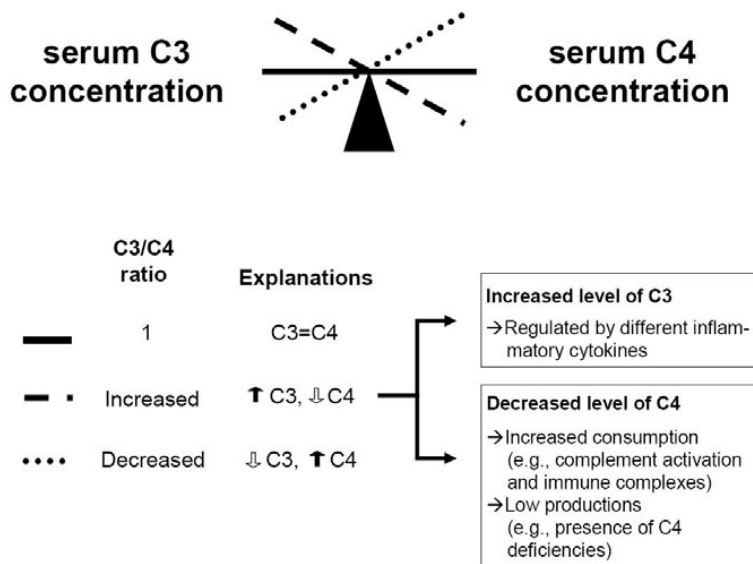 serum C3
concentration
serum C4
concentration
C3/C4
ratio
Explanations
1
C3=C4
Increased
⬆ C3, ⇩ C4
Decreased
⇩ C3, ⬆ C4
Increased level of C3
→Regulated by different inflam-
matory cytokines
Decreased level of C4
→Increased consumption
(e.g., complement activation
and immune complexes)
→Low productions
(e.g., presence of C4
deficiencies)